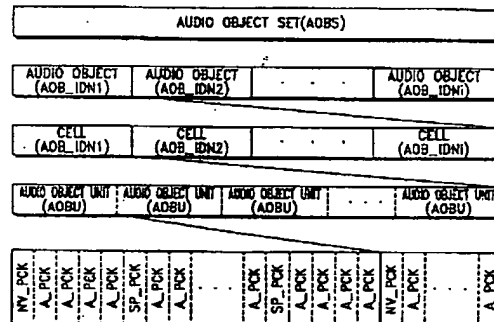 AUDIO OBJECT SET(AOBS)
AUDIO OBJECT (AOB_IDN1) AUDIO OBJECT (AOB_IDN2) . . . . AUDIO OBJECT (AOB_IDNi)
CELL (AOB_IDN1) CELL (AOB_IDN2) . . . . CELL (AOB_IDNi)
AUDIO OBJECT UNIT (AOBU) AUDIO OBJECT UNIT (AOBU) AUDIO OBJECT UNIT (AOBU) . . . . AUDIO OBJECT UNIT (AOBU)
NV_PCK A_PCK A_PCK A_PCK A_PCK SP_PCK A_PCK A_PCK . . . . A_PCK SP_PCK A_PCK A_PCK A_PCK NV_PCK A_PCK . . . . A_PCK